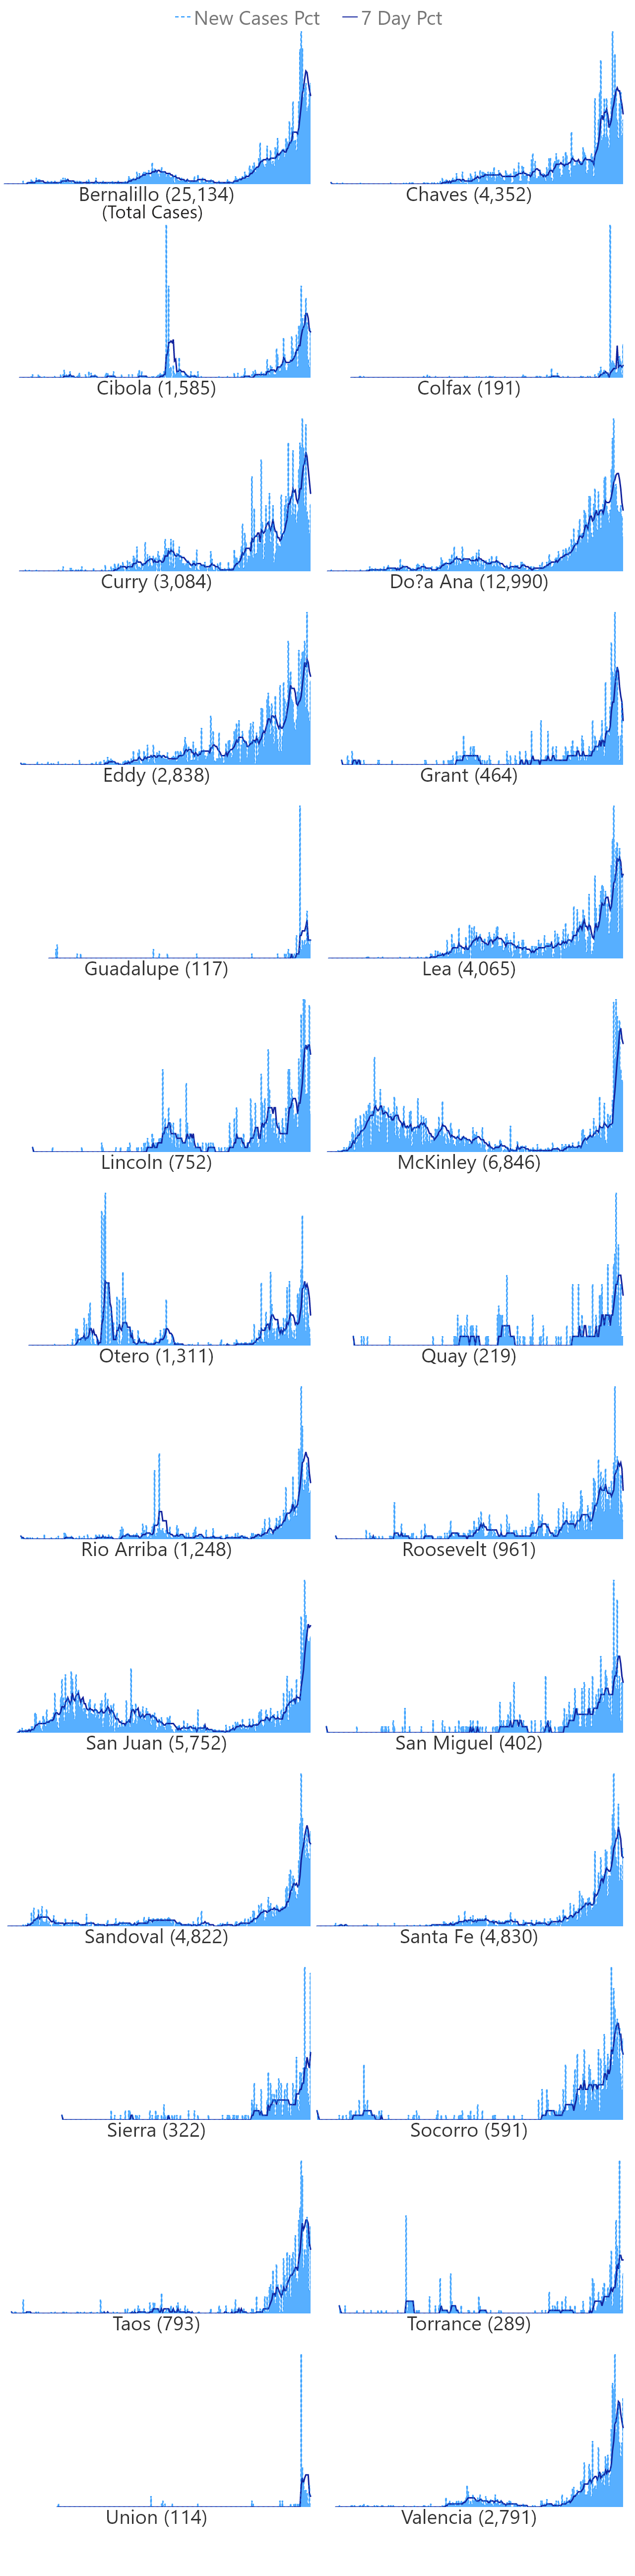 New Cases Pct 7 Day Pct
Bernalillo (25,134) Chaves (4,352)
(Total Cases)
Cibola (1,585) Colfax (191)
Curry (3,084) Do?a Ana (12,990)
Eddy (2,838) Grant (464)
Guadalupe (117) Lea (4,065)
Lincoln (752) McKinley (6,846)
Otero (1,311) Quay (219)
Rio Arriba (1,248) Roosevelt (961)
San Juan (5,752) San Miguel (402)
Sandoval (4,822) Santa Fe (4,830)
Sierra (322) Socorro (591)
Taos (793) Torrance (289)
Union (114) Valencia (2,791)